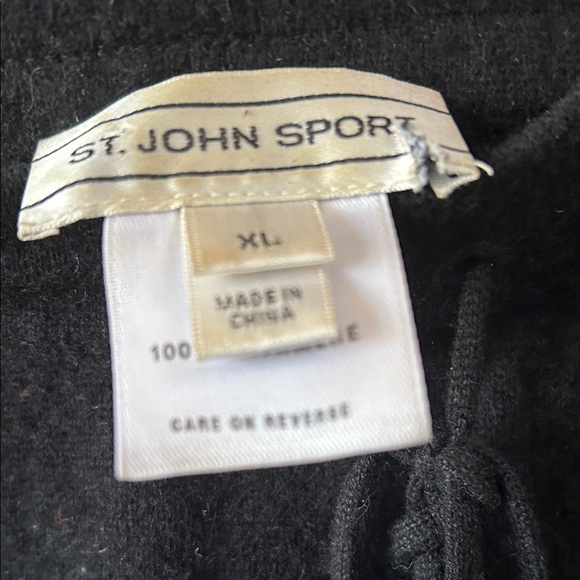 ST. JOHN SPORT
XL
MADE IN
CHINA
100
CARE ON REVERSE